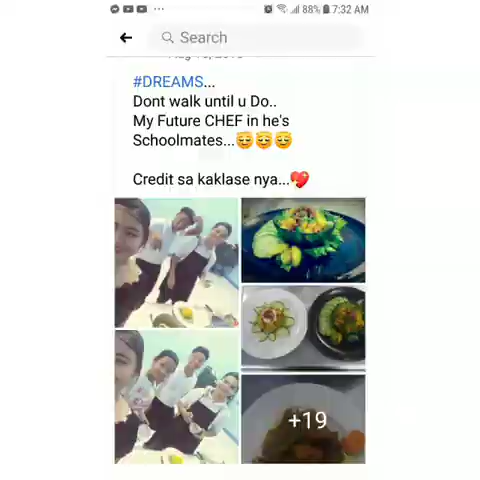 88% 7:32 AM
Search
#DREAMS...
Dont walk until u Do..
My Future CHEF in he's
Schoolmates...😇😇😇
Credit sa kaklase nya...💖
+19